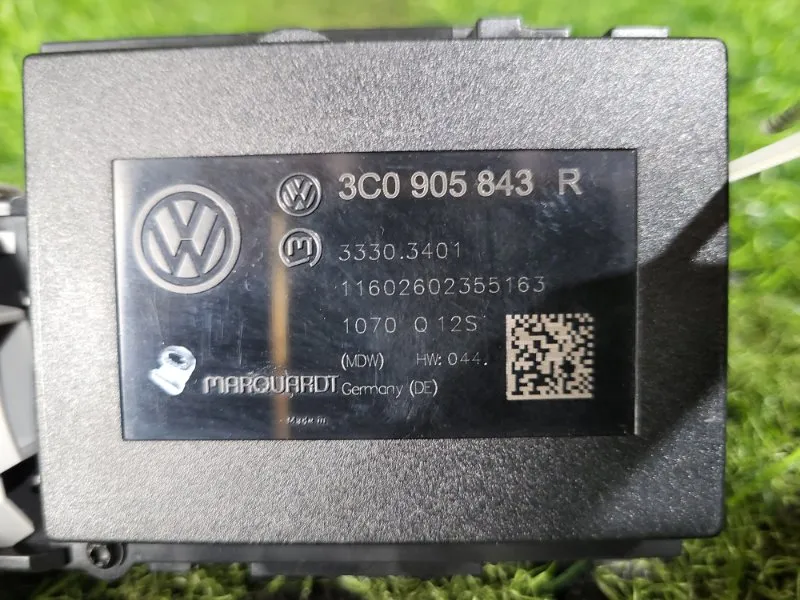 3C0 905 843 R
3330.3401
11602602355163
1070 Q 12S
(MDW) HW: 044.
MARQUARDT Germany (DE)
Made in